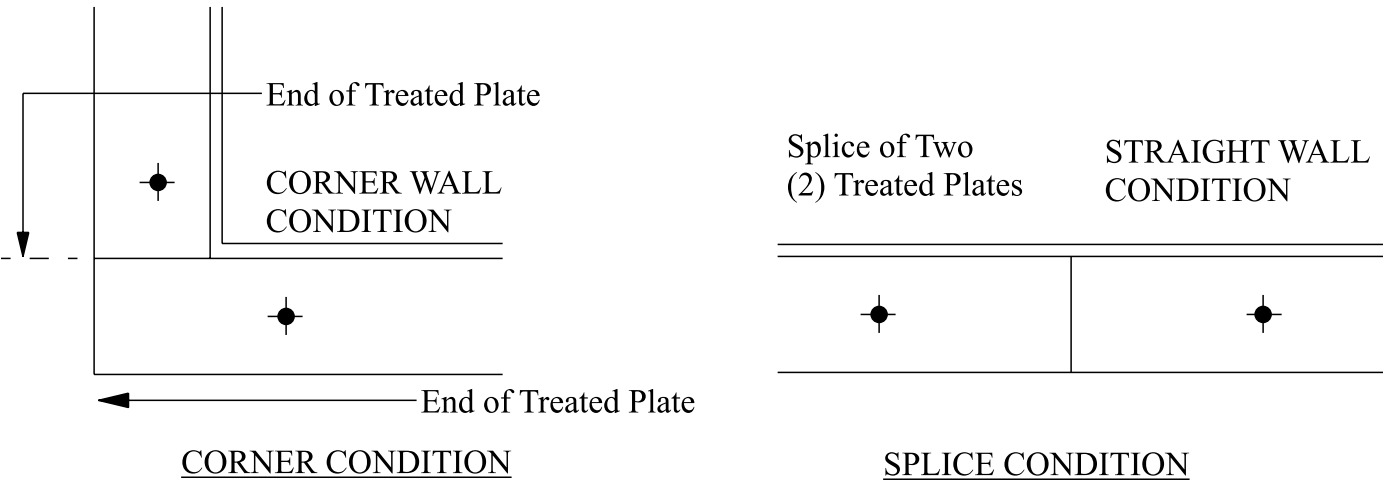 End of Treated Plate
CORNER WALL
CONDITION
End of Treated Plate
CORNER CONDITION
Splice of Two
(2) Treated Plates
STRAIGHT WALL
CONDITION
SPLICE CONDITION